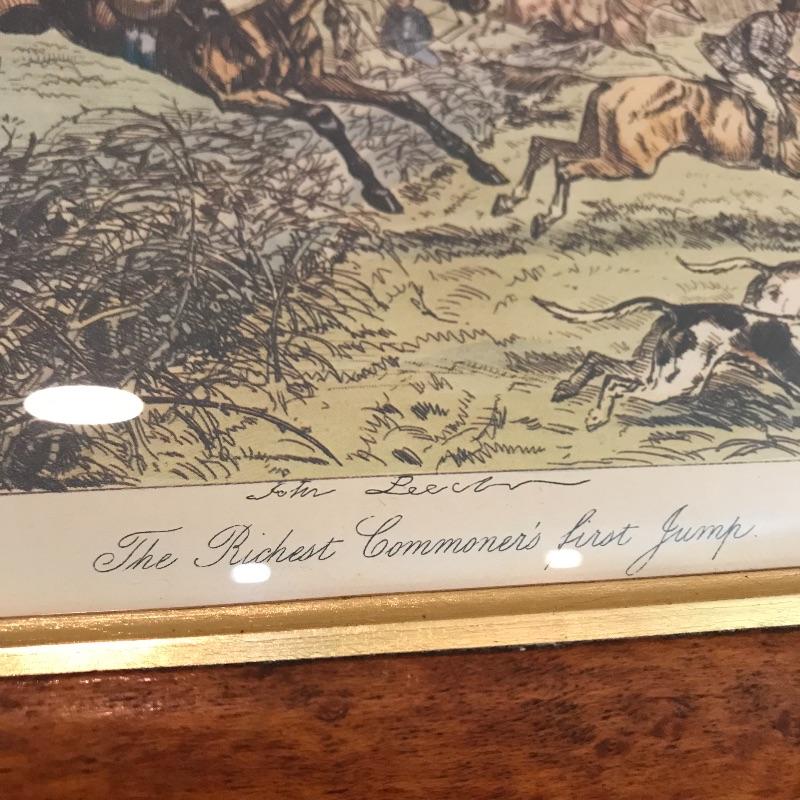 John Leech
The Richest Commoner's first Jump.